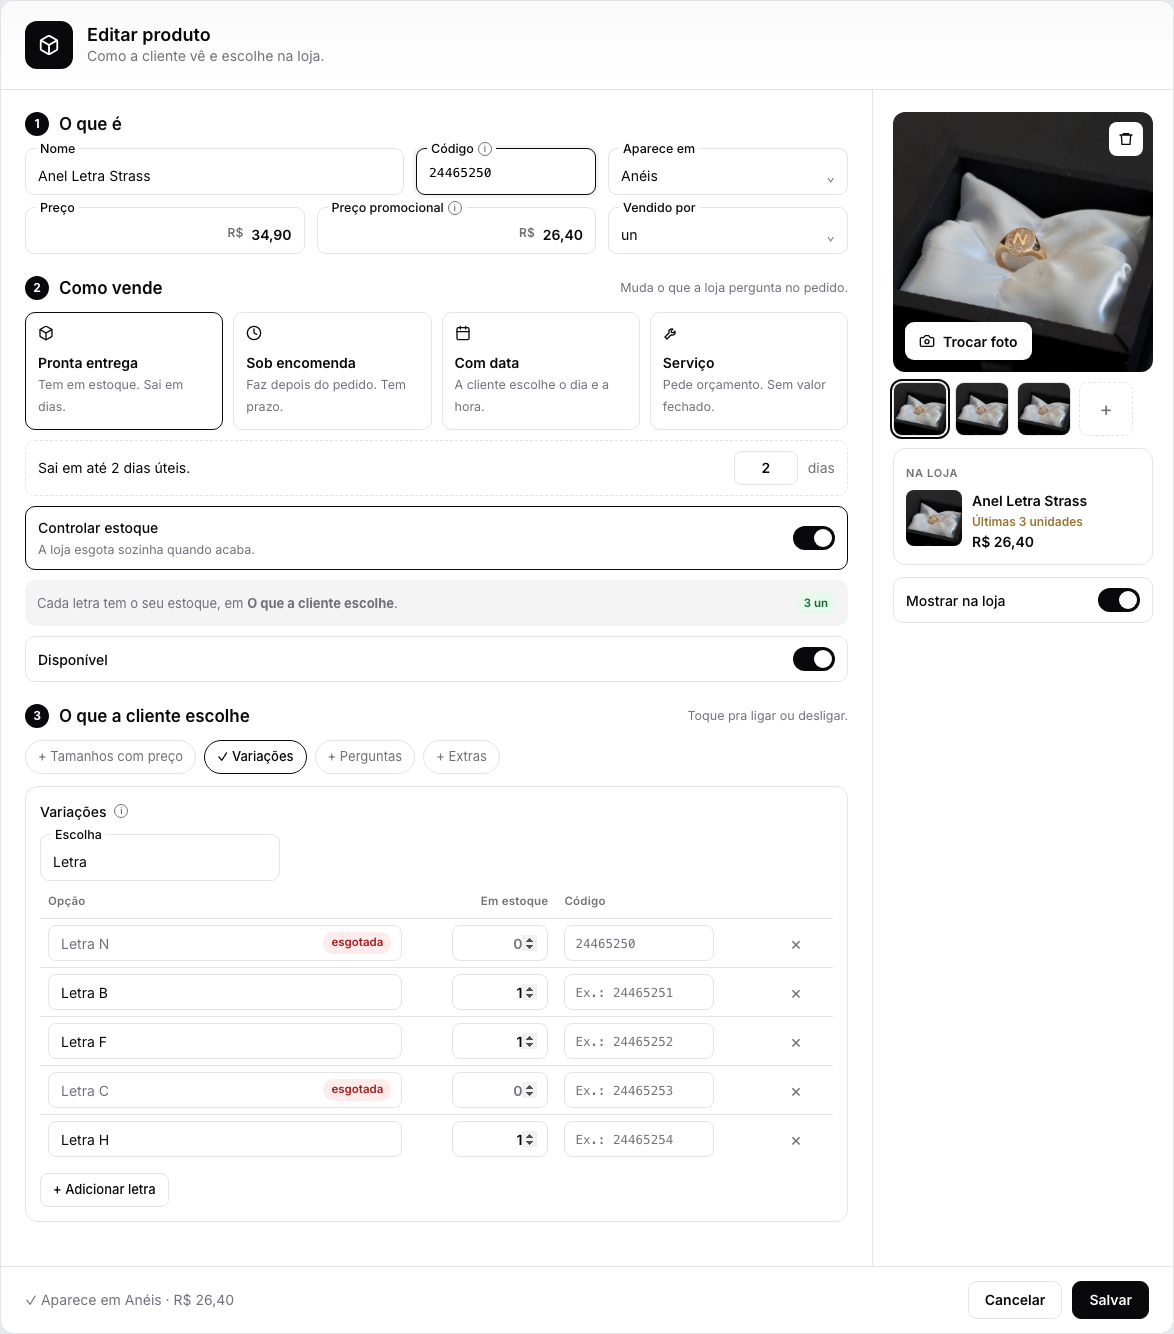 Editar produto
Como a cliente vê e escolhe na loja.
1 O que é
Nome
Anel Letra Strass
Código
24465250
Aparece em
Anéis
Preço
R$ 34,90
Preço promocional
R$ 26,40
Vendido por
un
2 Como vende
Muda o que a loja pergunta no pedido.
Pronta entrega
Tem em estoque. Sai em
dias.
Sob encomenda
Faz depois do pedido. Tem
prazo.
Com data
A cliente escolhe o dia e a
hora.
Serviço
Pede orçamento. Sem valor
fechado.
Sai em até 2 dias úteis.
2 dias
Controlar estoque
A loja esgota sozinha quando acaba.
Cada letra tem o seu estoque, em O que a cliente escolhe.
3 un
Disponível
3 O que a cliente escolhe
Toque pra ligar ou desligar.
+ Tamanhos com preço
✓ Variações
+ Perguntas
+ Extras
Variações
Escolha
Letra
Opção Em estoque Código
Letra N esgotada 0 24465250 ×
Letra B 1 Ex.: 24465251 ×
Letra F 1 Ex.: 24465252 ×
Letra C esgotada 0 Ex.: 24465253 ×
Letra H 1 Ex.: 24465254 ×
+ Adicionar letra
N
Trocar foto
+
NA LOJA
Anel Letra Strass
Últimas 3 unidades
R$ 26,40
Mostrar na loja
✓ Aparece em Anéis · R$ 26,40
Cancelar
Salvar